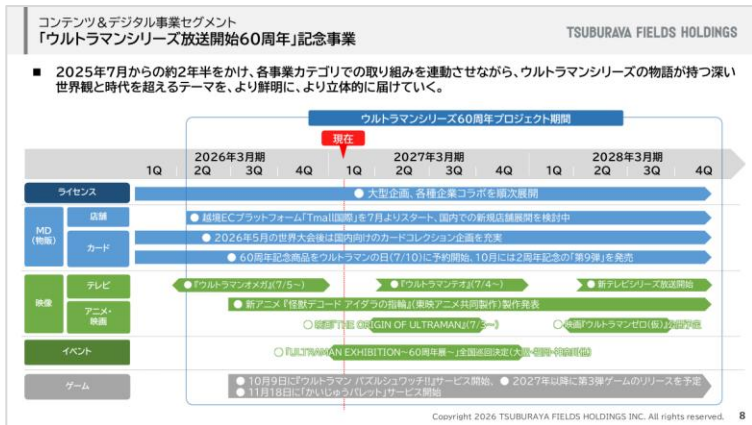 コンテンツ＆デジタル事業セグメント
「ウルトラマンシリーズ放送開始60周年」記念事業
TSUBURAYA FIELDS HOLDINGS
■ 2025年7月からの約2年半をかけ、各事業カテゴリでの取り組みを連動させながら、ウルトラマンシリーズの物語が持つ深い
世界観と時代を超えるテーマを、より鮮明に、より立体的に届けていく。
ウルトラマンシリーズ60周年プロジェクト期間
現在
2026年3月期
2027年3月期
2028年3月期
1Q 2Q 3Q 4Q 1Q 2Q 3Q 4Q 1Q 2Q 3Q 4Q
ライセンス
● 大型企画、各種企業コラボを順次展開
MD
(物販)
店舗
● 越境ECプラットフォーム「Tmall国際」を7月よりスタート、国内での新規店舗展開を検討中
カード
● 2026年5月の世界大会後は国内向けのカードコレクション企画を充実
● 60周年記念商品をウルトラマンの日(7/10)に予約開始、10月には2周年記念の「第9弾」を発売
映像
テレビ
● 『ウルトラマンオメガ』(7/5～)
● 『ウルトラマンテオ』(7/4～)
● 新テレビシリーズ放送開始
アニメ・
映画
● 新アニメ『怪獣デコード アイダラの指輪』(東映アニメ共同製作)製作発表
○ 『THE ORIGIN OF ULTRAMAN』(7/3～)
○ 映画『ウルトラマンゼロ(仮)』
イベント
○ 『ULTRAMAN EXHIBITION～60周年展～』全国巡回決定
ゲーム
● 10月9日に『ウルトラマン パズルシュワッチ!!』サービス開始、 ● 2027年以降に第3弾ゲームのリリースを予定
● 11月18日に「かいじゅうパレット」サービス開始
Copyright 2026 TSUBURAYA FIELDS HOLDINGS INC. All rights reserved. 8